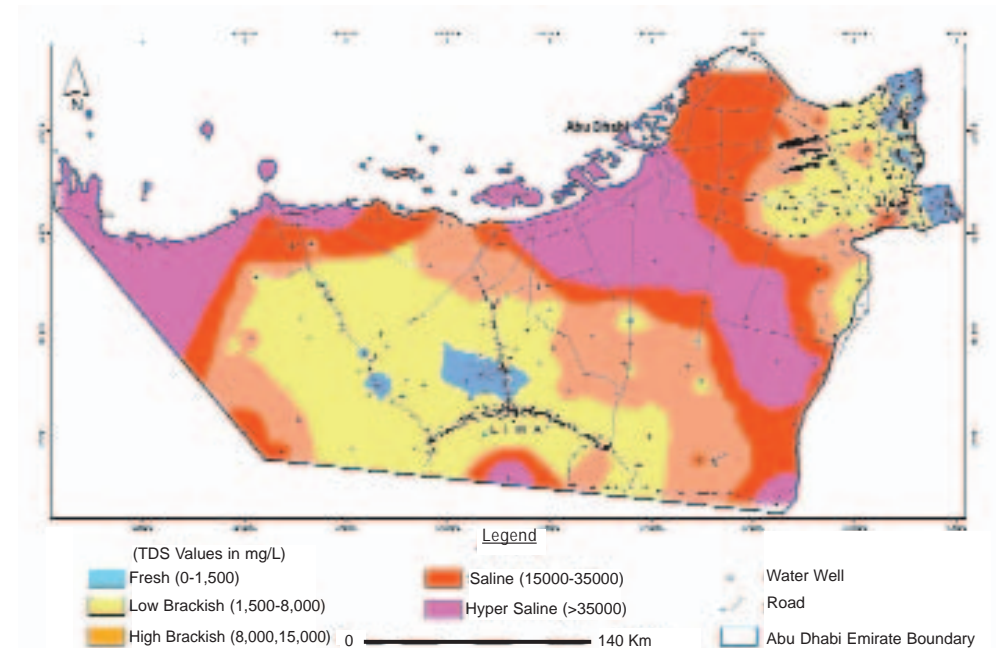 N
Abu Dhabi
LIWA
Legend
(TDS Values in mg/L)
Fresh (0-1,500)
Low Brackish (1,500-8,000)
High Brackish (8,000,15,000)
Saline (15000-35000)
Hyper Saline (>35000)
0 140 Km
Water Well
Road
Abu Dhabi Emirate Boundary